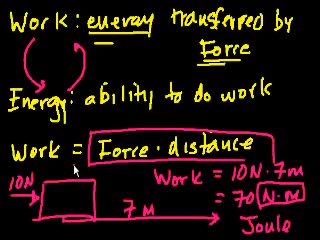 Work: energy transferred by
Force
Energy: ability to do work
Work = Force · distance
10N
7 M
Work = 10N · 7m
= 70 N·m
Joule